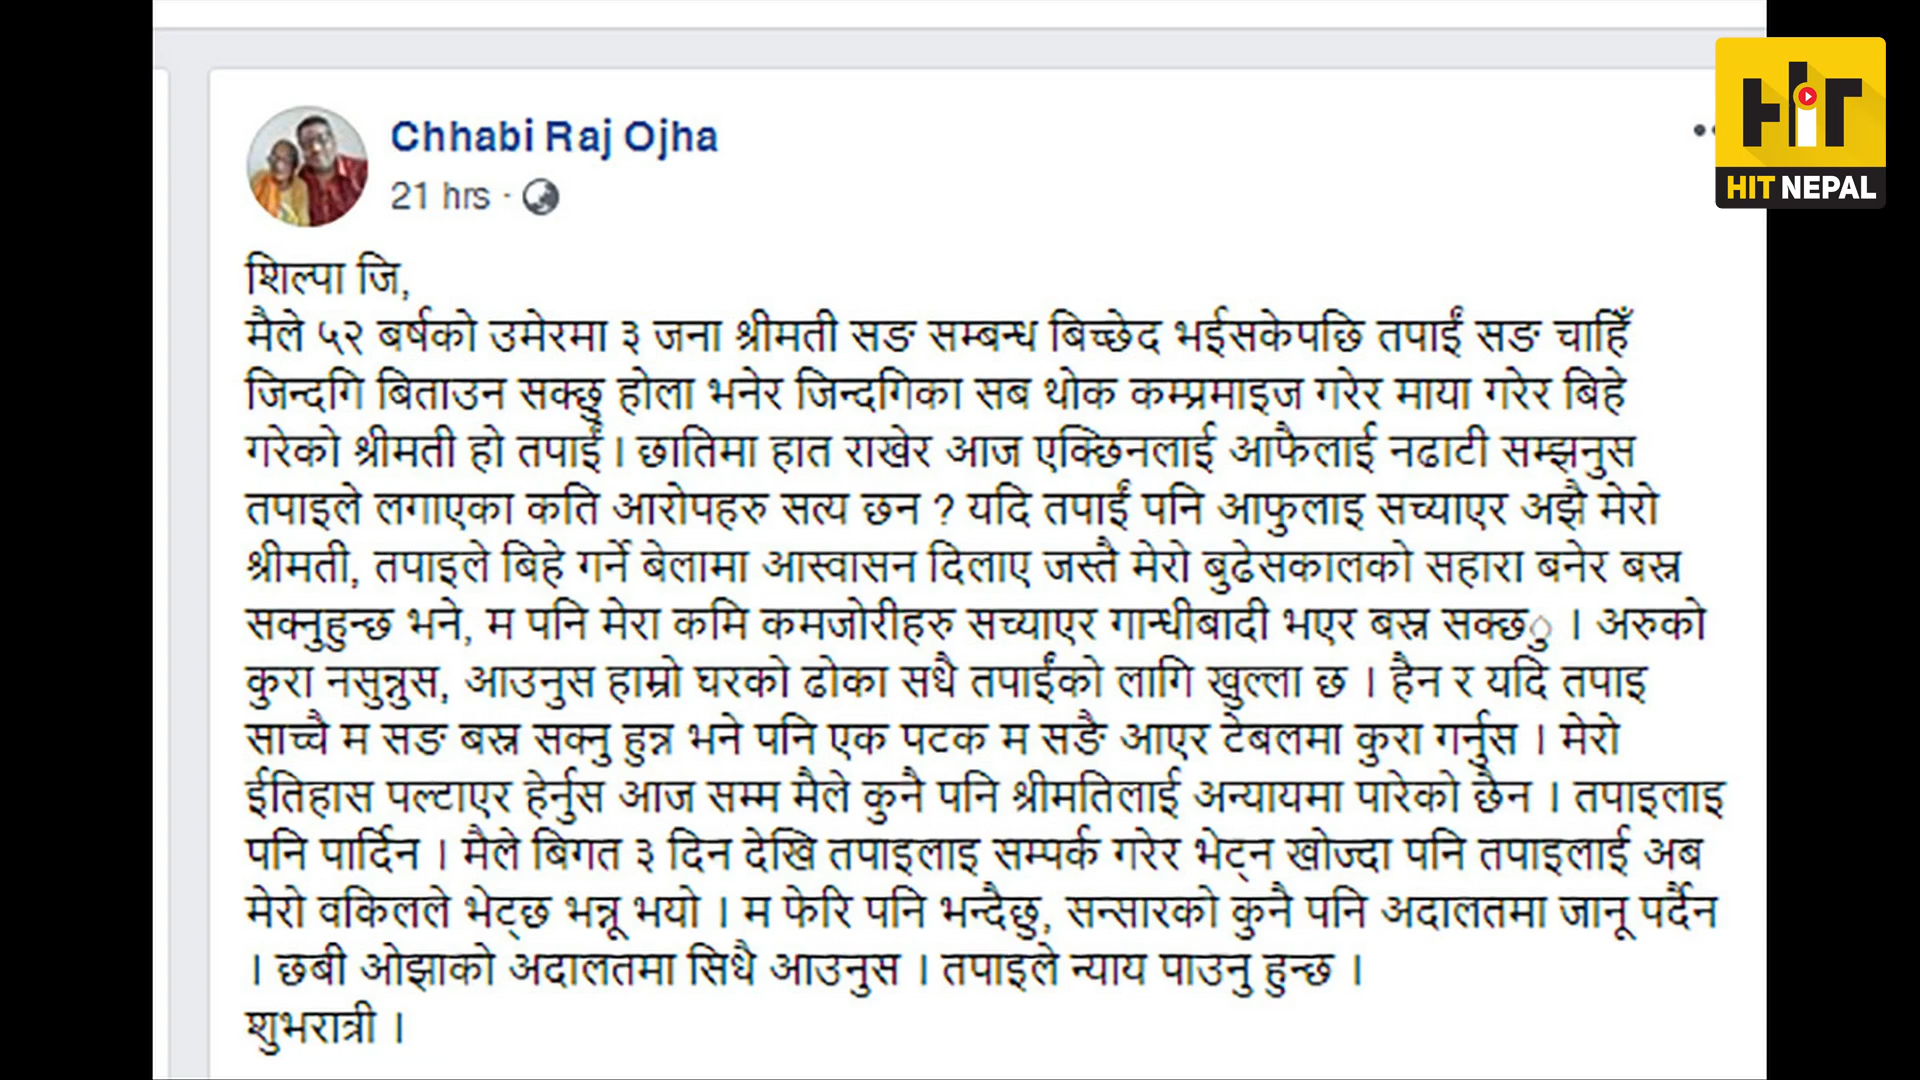 Chhabi Raj Ojha
21 hrs ·
HIT
HIT NEPAL
शिल्पा जि,
मैले ५२ बर्षको उमेरमा ३ जना श्रीमती सङ सम्बन्ध बिच्छेद भईसकेपछि तपाईं सङ चाहिँ
जिन्दगि बिताउन सक्छु होला भनेर जिन्दगिका सब थोक कम्प्रमाइज गरेर माया गरेर बिहे
गरेको श्रीमती हो तपाईं । छातिमा हात राखेर आज एक्छिनलाई आफैलाई नढाटी सम्झनुस
तपाइले लगाएका कति आरोपहरु सत्य छन ? यदि तपाईं पनि आफुलाइ सच्याएर अझै मेरो
श्रीमती, तपाइले बिहे गर्ने बेलामा आस्वासन दिलाए जस्तै मेरो बुढेसकालको सहारा बनेर बस्न
सक्नुहुन्छ भने, म पनि मेरा कमि कमजोरीहरु सच्याएर गान्धीबादी भएर बस्न सक्छु । अरुको
कुरा नसुन्नुस, आउनुस हाम्रो घरको ढोका सधै तपाईंको लागि खुल्ला छ । हैन र यदि तपाइ
साच्चै म सङ बस्न सक्नु हुन्न भने पनि एक पटक म सङै आएर टेबलमा कुरा गर्नुस । मेरो
ईतिहास पल्टाएर हेर्नुस आज सम्म मैले कुनै पनि श्रीमतिलाई अन्यायमा पारेको छैन । तपाइलाइ
पनि पार्दिन । मैले बिगत ३ दिन देखि तपाइलाइ सम्पर्क गरेर भेट्न खोज्दा पनि तपाइलाई अब
मेरो वकिलले भेट्छ भन्नू भयो । म फेरि पनि भन्दैछु, सन्सारको कुनै पनि अदालतमा जानू पर्दैन
। छबी ओझाको अदालतमा सिधै आउनुस । तपाइले न्याय पाउनु हुन्छ ।
शुभरात्री ।